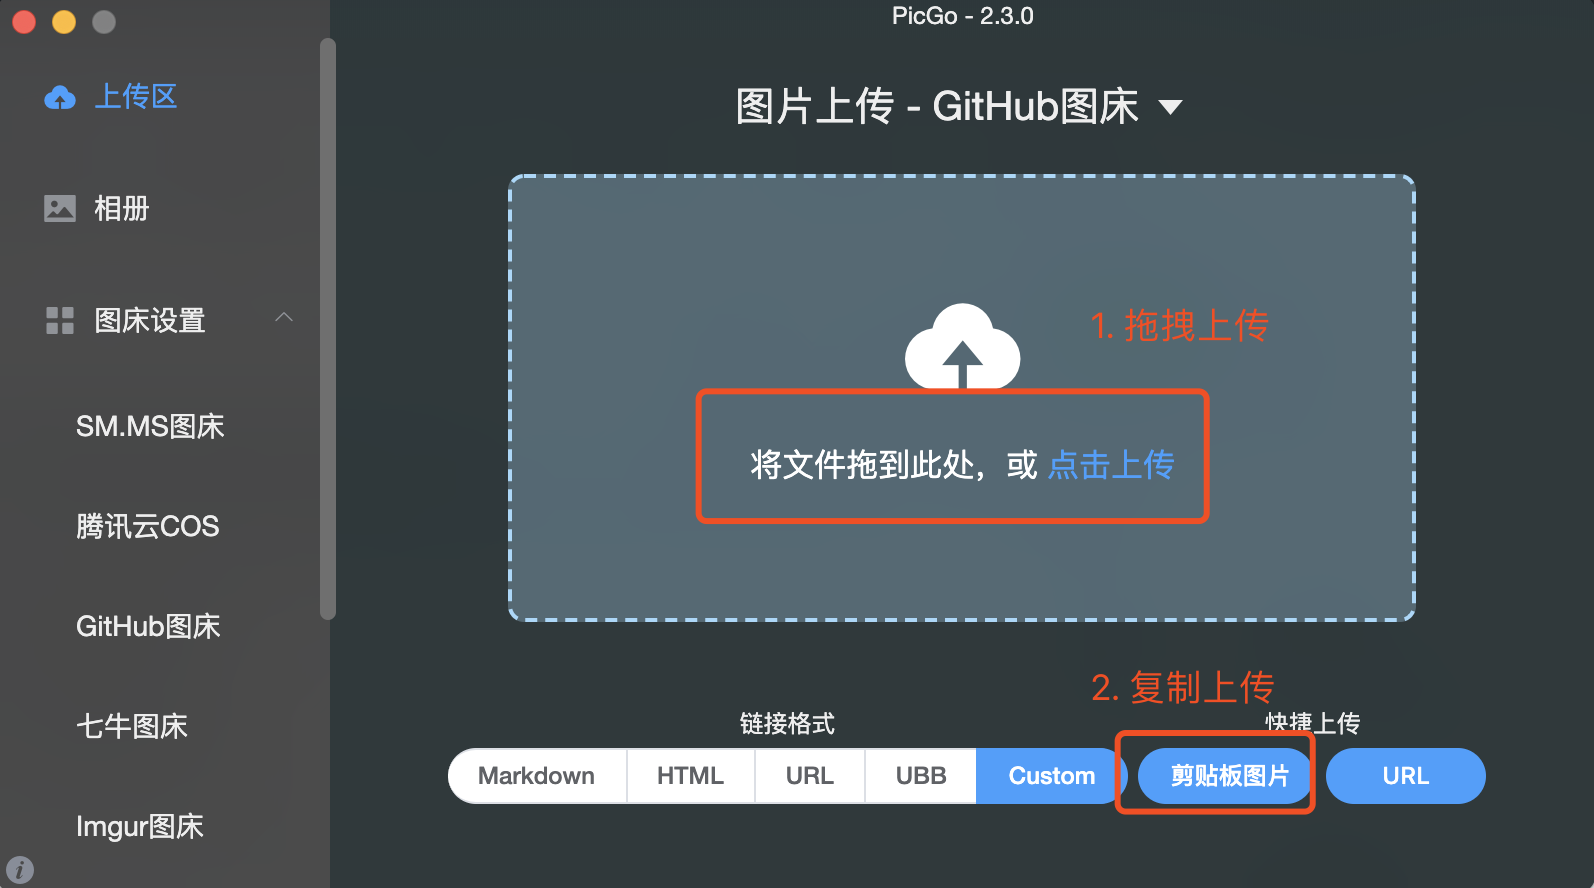 PicGo - 2.3.0
上传区
相册
图床设置
SM.MS图床
腾讯云COS
GitHub图床
七牛图床
Imgur图床
图片上传 - GitHub图床
1. 拖拽上传
将文件拖到此处，或 点击上传
2. 复制上传
链接格式
快捷上传
Markdown
HTML
URL
UBB
Custom
剪贴板图片
URL